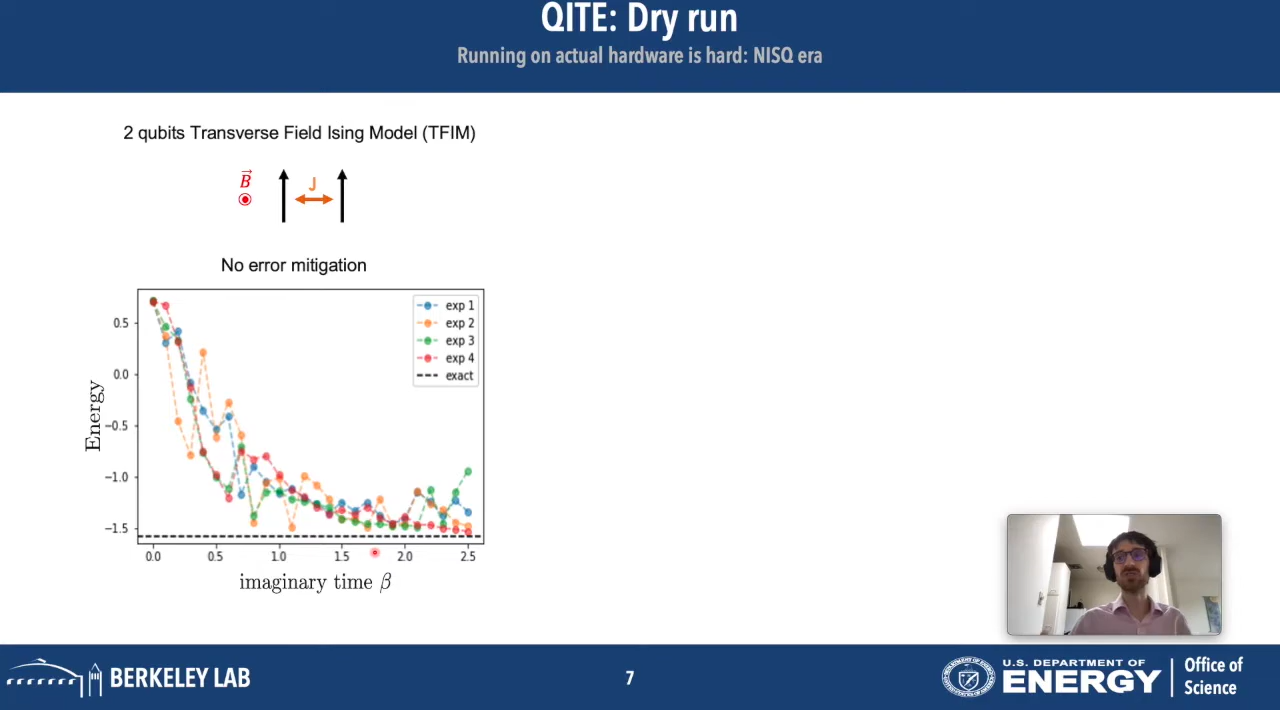 QITE: Dry run
Running on actual hardware is hard: NISQ era
2 qubits Transverse Field Ising Model (TFIM)
B
J
No error mitigation
exp 1
exp 2
exp 3
exp 4
exact
0.5
0.0
−0.5
−1.0
−1.5
Energy
0.0 0.5 1.0 1.5 2.0 2.5
imaginary time β
BERKELEY LAB
7
U.S. DEPARTMENT OF
ENERGY
Office of
Science